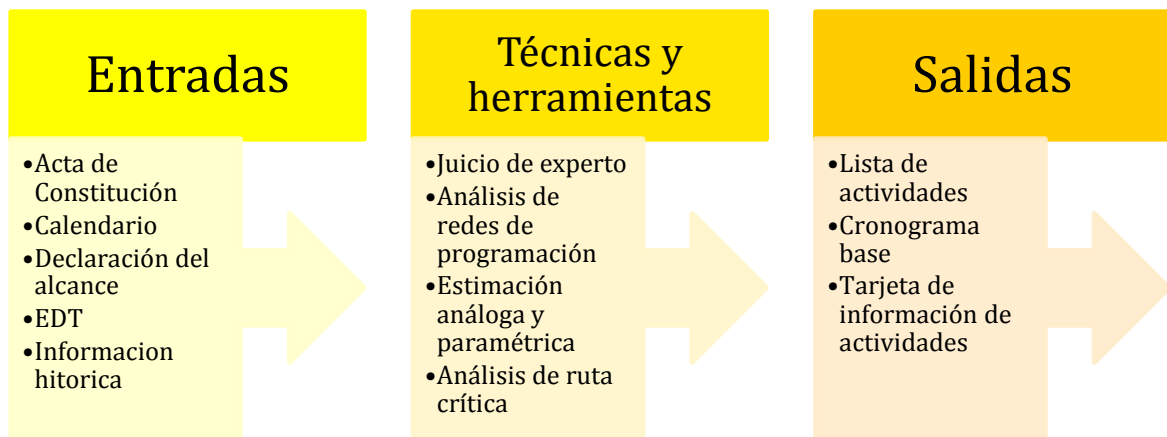 Entradas
•Acta de
Constitución
•Calendario
•Declaración del
alcance
•EDT
•Informacion
hitorica
Técnicas y
herramientas
•Juicio de experto
•Análisis de
redes de
programación
•Estimación
análoga y
paramétrica
•Análisis de ruta
crítica
Salidas
•Lista de
actividades
•Cronograma
base
•Tarjeta de
información de
actividades